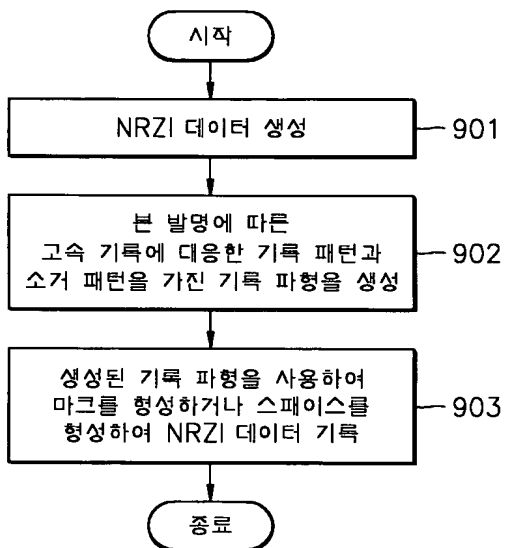 시작
NRZI 데이터 생성
901
본 발명에 따른
고속 기록에 대응한 기록 패턴과
소거 패턴을 가진 기록 파형을 생성
902
생성된 기록 파형을 사용하여
마크를 형성하거나 스페이스를
형성하여 NRZI 데이터 기록
903
종료